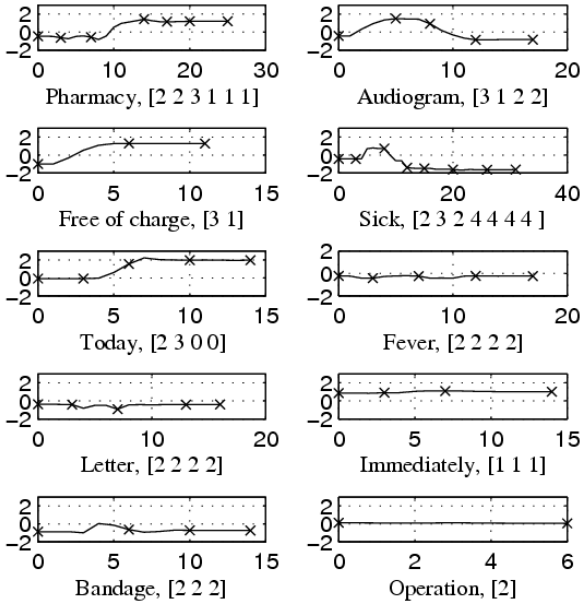 2
0
−2
0 10 20 30
Pharmacy, [2 2 3 1 1 1]
2
0
−2
0 10 20
Audiogram, [3 1 2 2]
2
0
−2
0 5 10 15
Free of charge, [3 1]
2
0
−2
0 20 40
Sick, [2 3 2 4 4 4 4 ]
2
0
−2
0 5 10 15
Today, [2 3 0 0]
2
0
−2
0 20 40
Fever, [2 2 2 2]
2
0
−2
0 10 20
Letter, [2 2 2 2]
2
0
−2
0 5 10 15
Immediately, [1 1 1]
2
0
−2
0 5 10 15
Bandage, [2 2 2]
2
0
−2
0 2 4 6
Operation, [2]